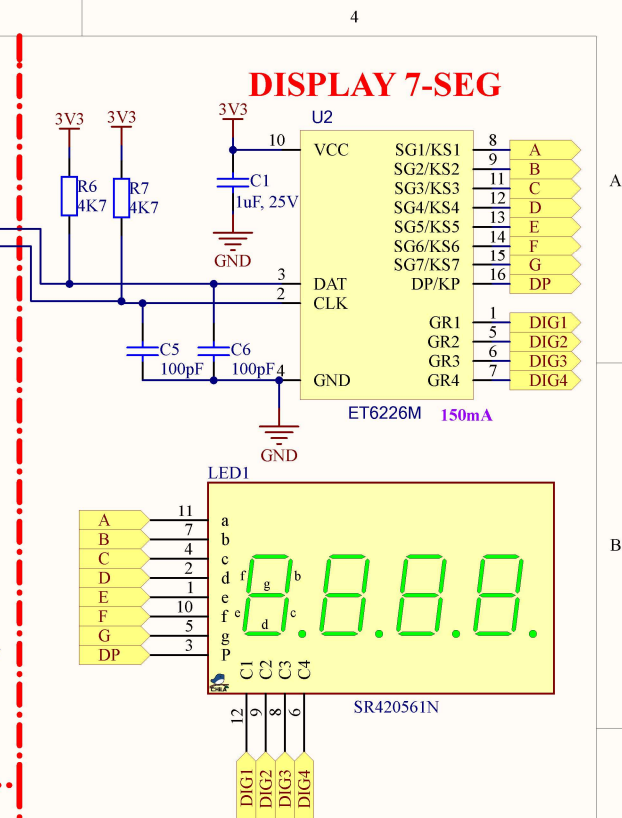 4
DISPLAY 7-SEG
A
B
3V3
3V3
3V3
R6
4K7
R7
4K7
C1
1uF, 25V
GND
U2
10 VCC
3 DAT
2 CLK
4 GND
SG1/KS1 8 A
SG2/KS2 9 B
SG3/KS3 11 C
SG4/KS4 12 D
SG5/KS5 13 E
SG6/KS6 14 F
SG7/KS7 15 G
DP/KP 16 DP
GR1 1 DIG1
GR2 5 DIG2
GR3 6 DIG3
GR4 7 DIG4
C5
100pF
C6
100pF
ET6226M 150mA
GND
LED1
A 11 a
B 7 b
C 4 c
D 2 d
E 1 e
F 10 f
G 5 g
DP 3 P
f g b
e d c
C1 C2 C3 C4
12 9 8 6
DIG1 DIG2 DIG3 DIG4
SR420561N